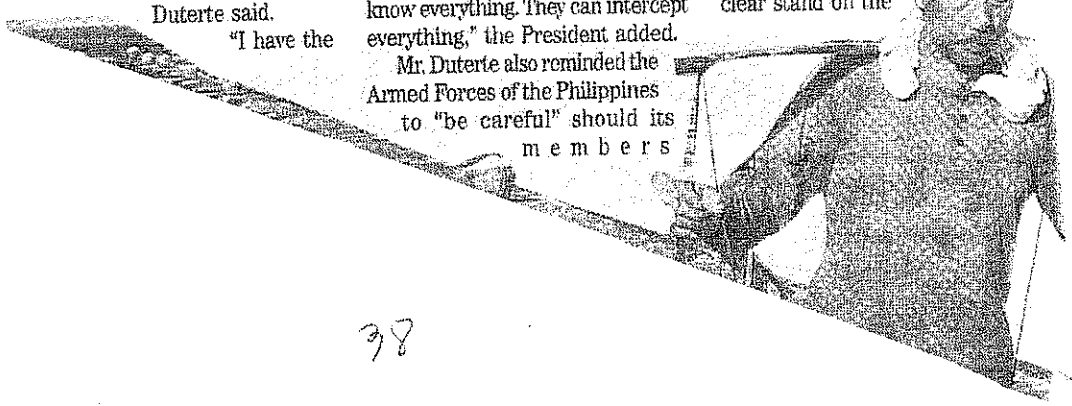 Duterte said.
"I have the
know everything. They can intercept
everything," the President added.
Mr. Duterte also reminded the
Armed Forces of the Philippines
to "be careful" should its
members
clear stand on the
38